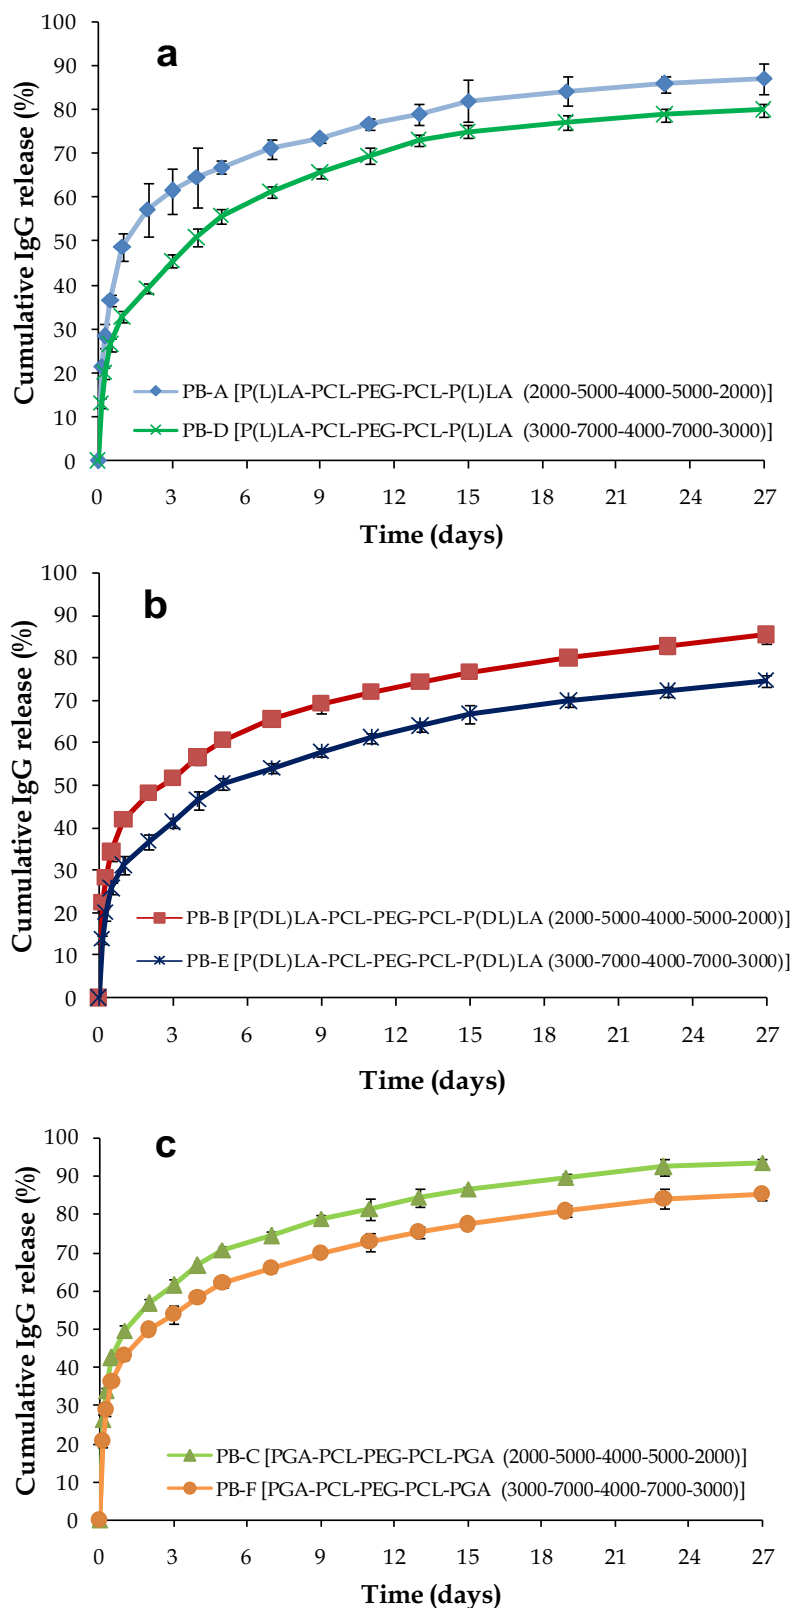 a
Cumulative IgG release (%)
100
90
80
70
60
50
40
30
20
10
0
PB-A [P(L)LA-PCL-PEG-PCL-P(L)LA (2000-5000-4000-5000-2000)]
PB-D [P(L)LA-PCL-PEG-PCL-P(L)LA (3000-7000-4000-7000-3000)]
0 3 6 9 12 15 18 21 24 27
Time (days)
b
Cumulative IgG release (%)
100
90
80
70
60
50
40
30
20
10
0
PB-B [P(DL)LA-PCL-PEG-PCL-P(DL)LA (2000-5000-4000-5000-2000)]
PB-E [P(DL)LA-PCL-PEG-PCL-P(DL)LA (3000-7000-4000-7000-3000)]
0 3 6 9 12 15 18 21 24 27
Time (days)
c
Cumulative IgG release (%)
100
90
80
70
60
50
40
30
20
10
0
PB-C [PGA-PCL-PEG-PCL-PGA (2000-5000-4000-5000-2000)]
PB-F [PGA-PCL-PEG-PCL-PGA (3000-7000-4000-7000-3000)]
0 3 6 9 12 15 18 21 24 27
Time (days)